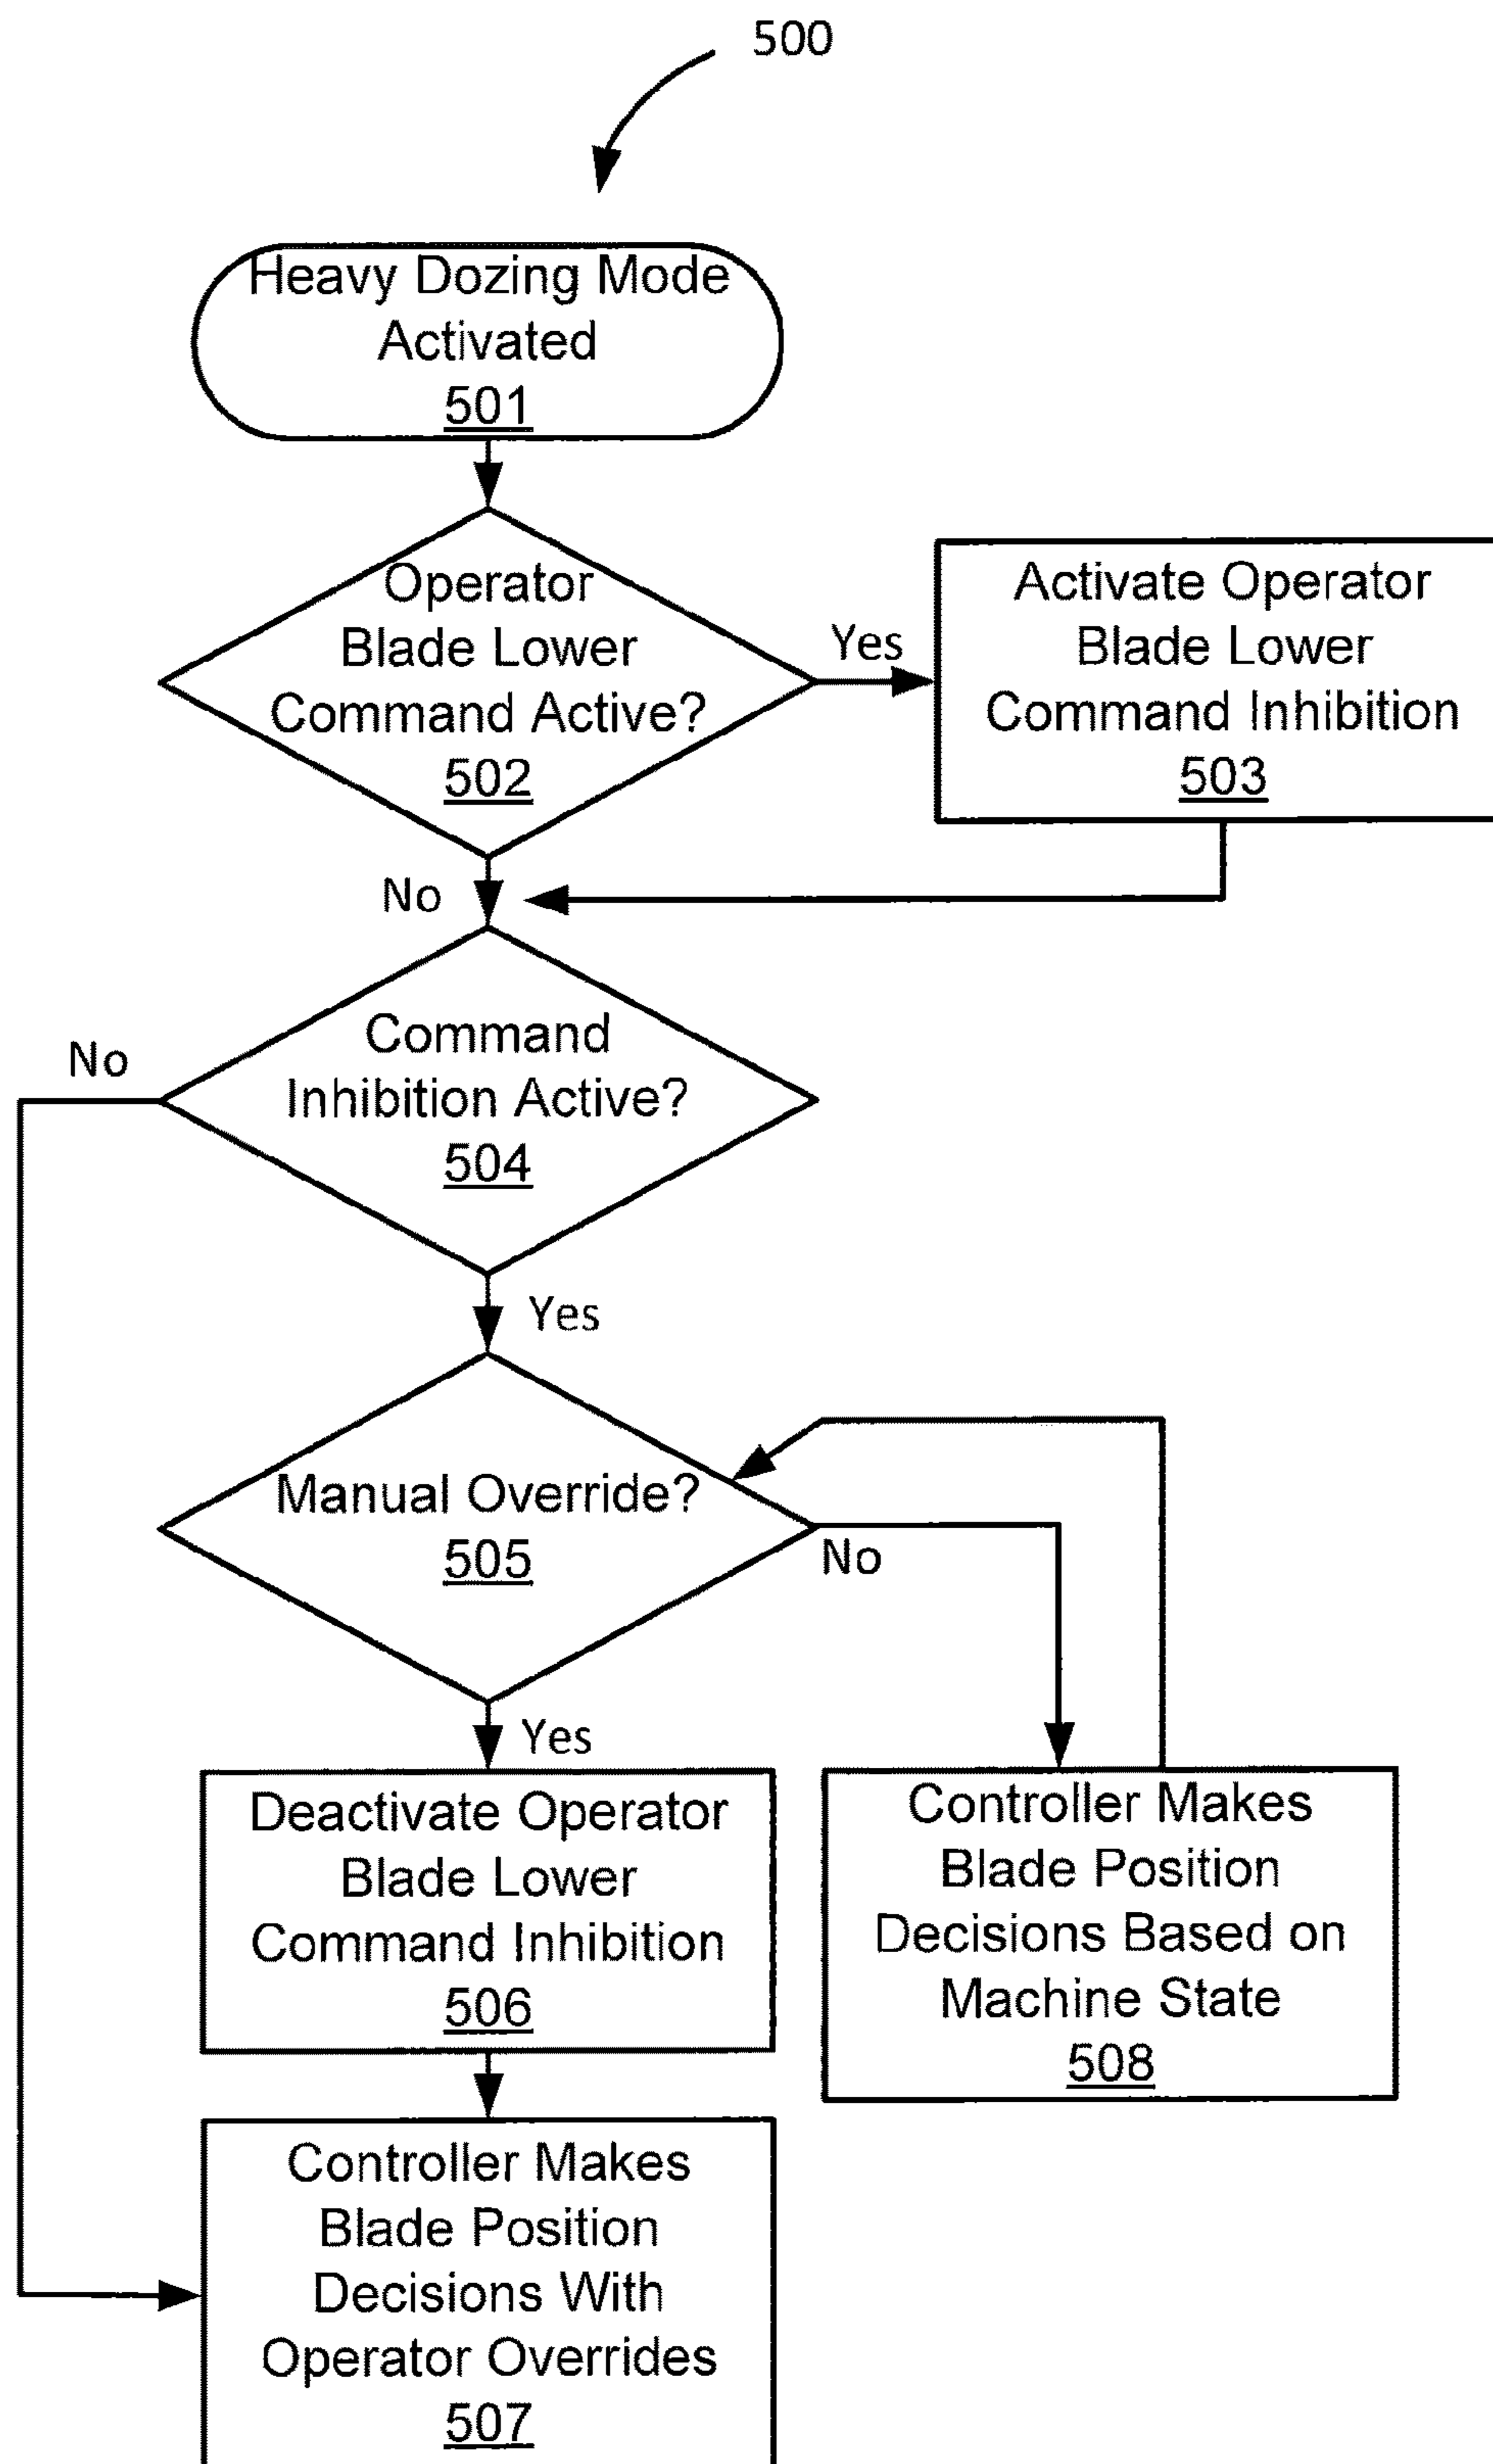 500
Heavy Dozing Mode
Activated
501
Operator
Blade Lower
Command Active?
502
Yes
Activate Operator
Blade Lower
Command Inhibition
503
No
Command
Inhibition Active?
504
No
Yes
Manual Override?
505
No
Yes
Deactivate Operator
Blade Lower
Command Inhibition
506
Controller Makes
Blade Position
Decisions Based on
Machine State
508
Controller Makes
Blade Position
Decisions With
Operator Overrides
507